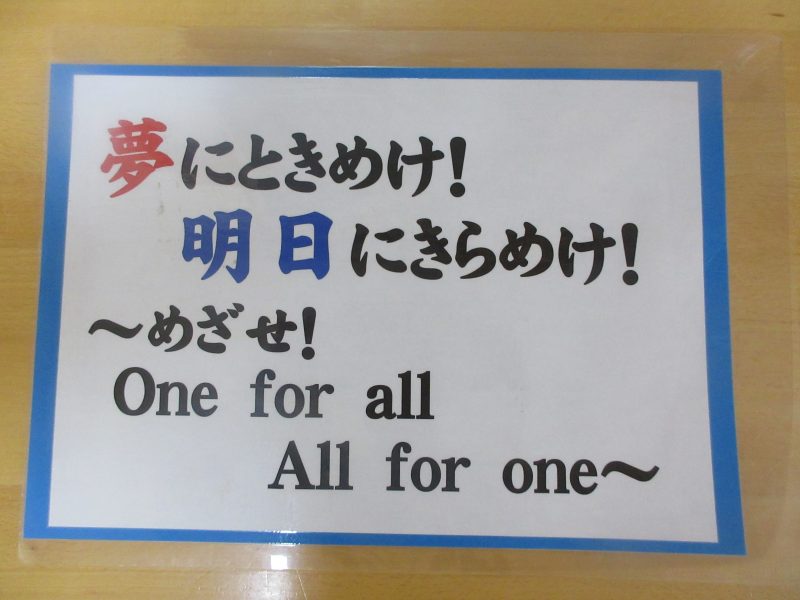 夢にときめけ!
明日にきらめけ!
～めざせ!
One for all
All for one～